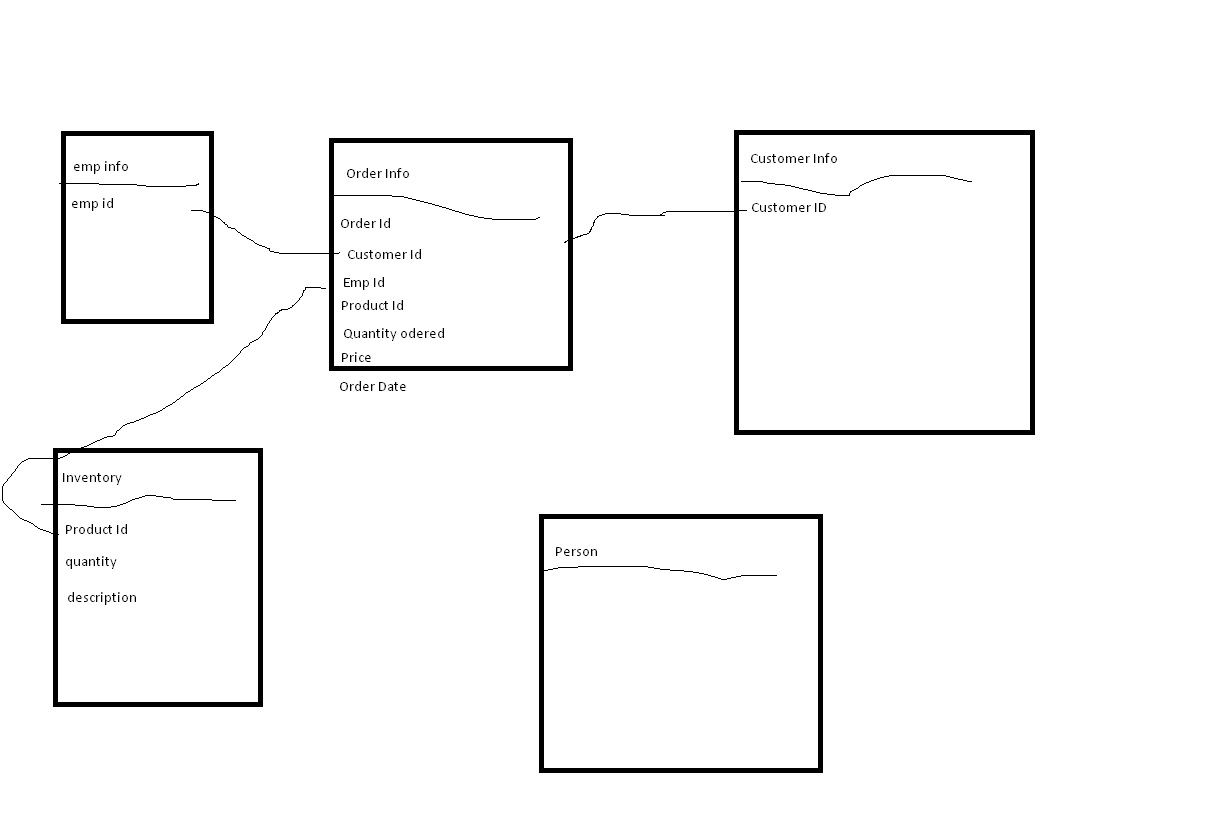 emp info
emp id
Order Info
Order Id
Customer Id
Emp Id
Product Id
Quantity odered
Price
Order Date
Customer Info
Customer ID
Inventory
Product Id
quantity
description
Person